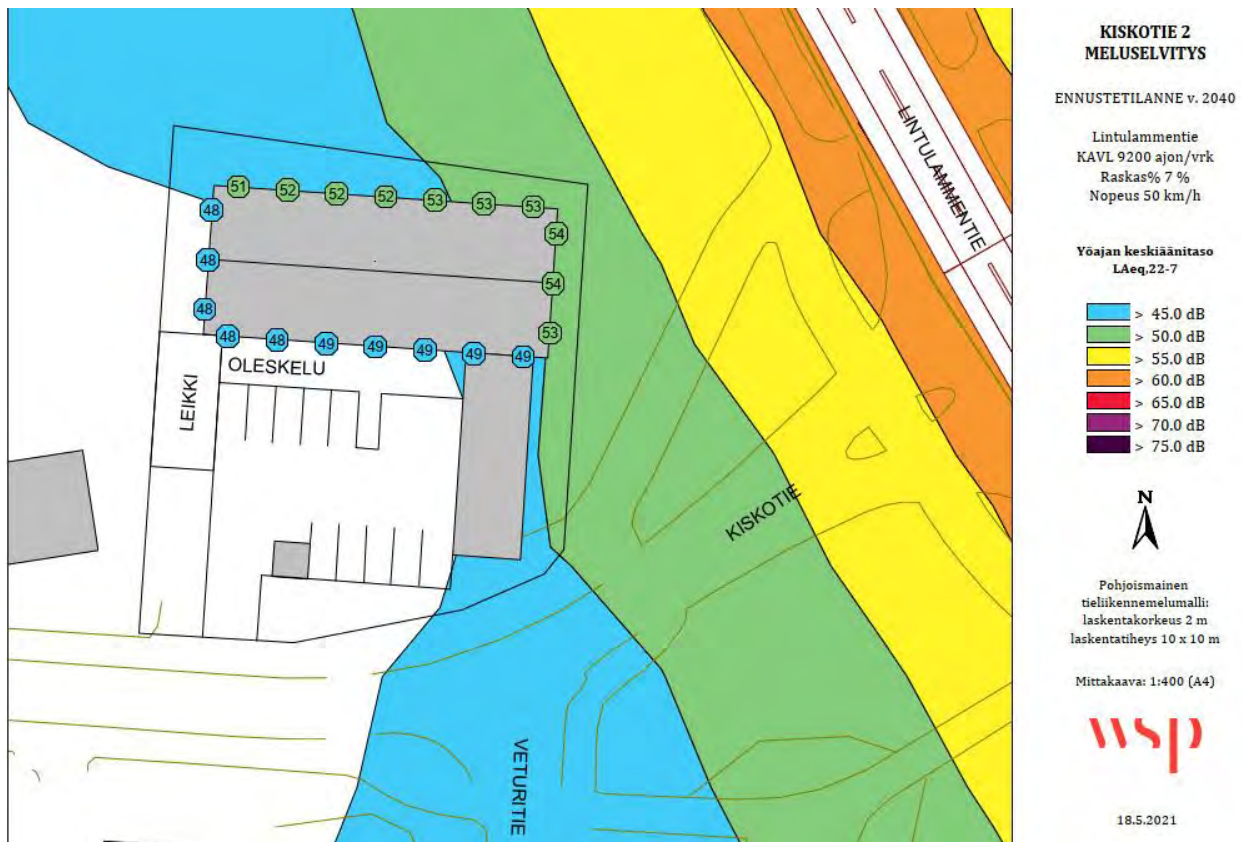 KISKOTIE 2
MELUSELVITYS
ENNUSTETILANNE v. 2040
Lintulammentie
KAVL 9200 ajon/vrk
Raskas% 7 %
Nopeus 50 km/h
Yöajan keskiäänitaso
LAeq,22-7
> 45.0 dB
> 50.0 dB
> 55.0 dB
> 60.0 dB
> 65.0 dB
> 70.0 dB
> 75.0 dB
N
Pohjoismainen
tieliikennemelumalli:
laskentakorkeus 2 m
laskentatiheys 10 x 10 m
Mittakaava: 1:400 (A4)
wsp
18.5.2021
LINTULAMMENTIE
51
52
52
52
53
53
53
48
54
48
54
48
53
48
48
49
49
49
49
49
OLESKELU
LEIKKI
KISKOTIE
VETURITIE